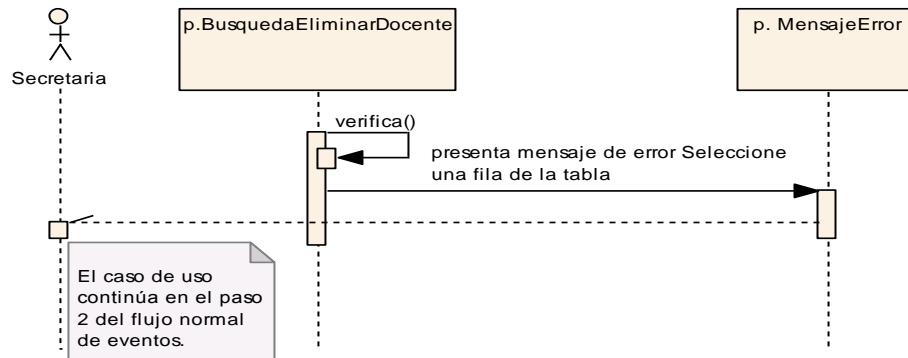 p.BusquedaEliminarDocente
p. MensajeError
Secretaria
verifica()
presenta mensaje de error Seleccione
una fila de la tabla
El caso de uso
continúa en el paso
2 del flujo normal
de eventos.